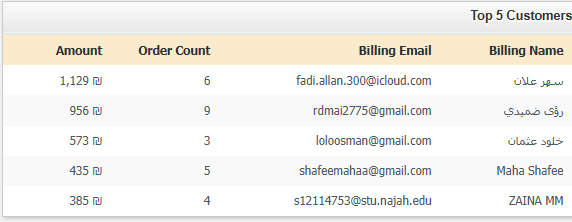 Top 5 Customers
Amount Order Count Billing Email Billing Name
1,129 ₪ 6 fadi.allan.300@icloud.com سهر علان
956 ₪ 9 rdmai2775@gmail.com رؤى ضميدي
573 ₪ 3 loloosman@gmail.com خلود عثمان
435 ₪ 5 shafeemahaa@gmail.com Maha Shafee
385 ₪ 4 s12114753@stu.najah.edu ZAINA MM